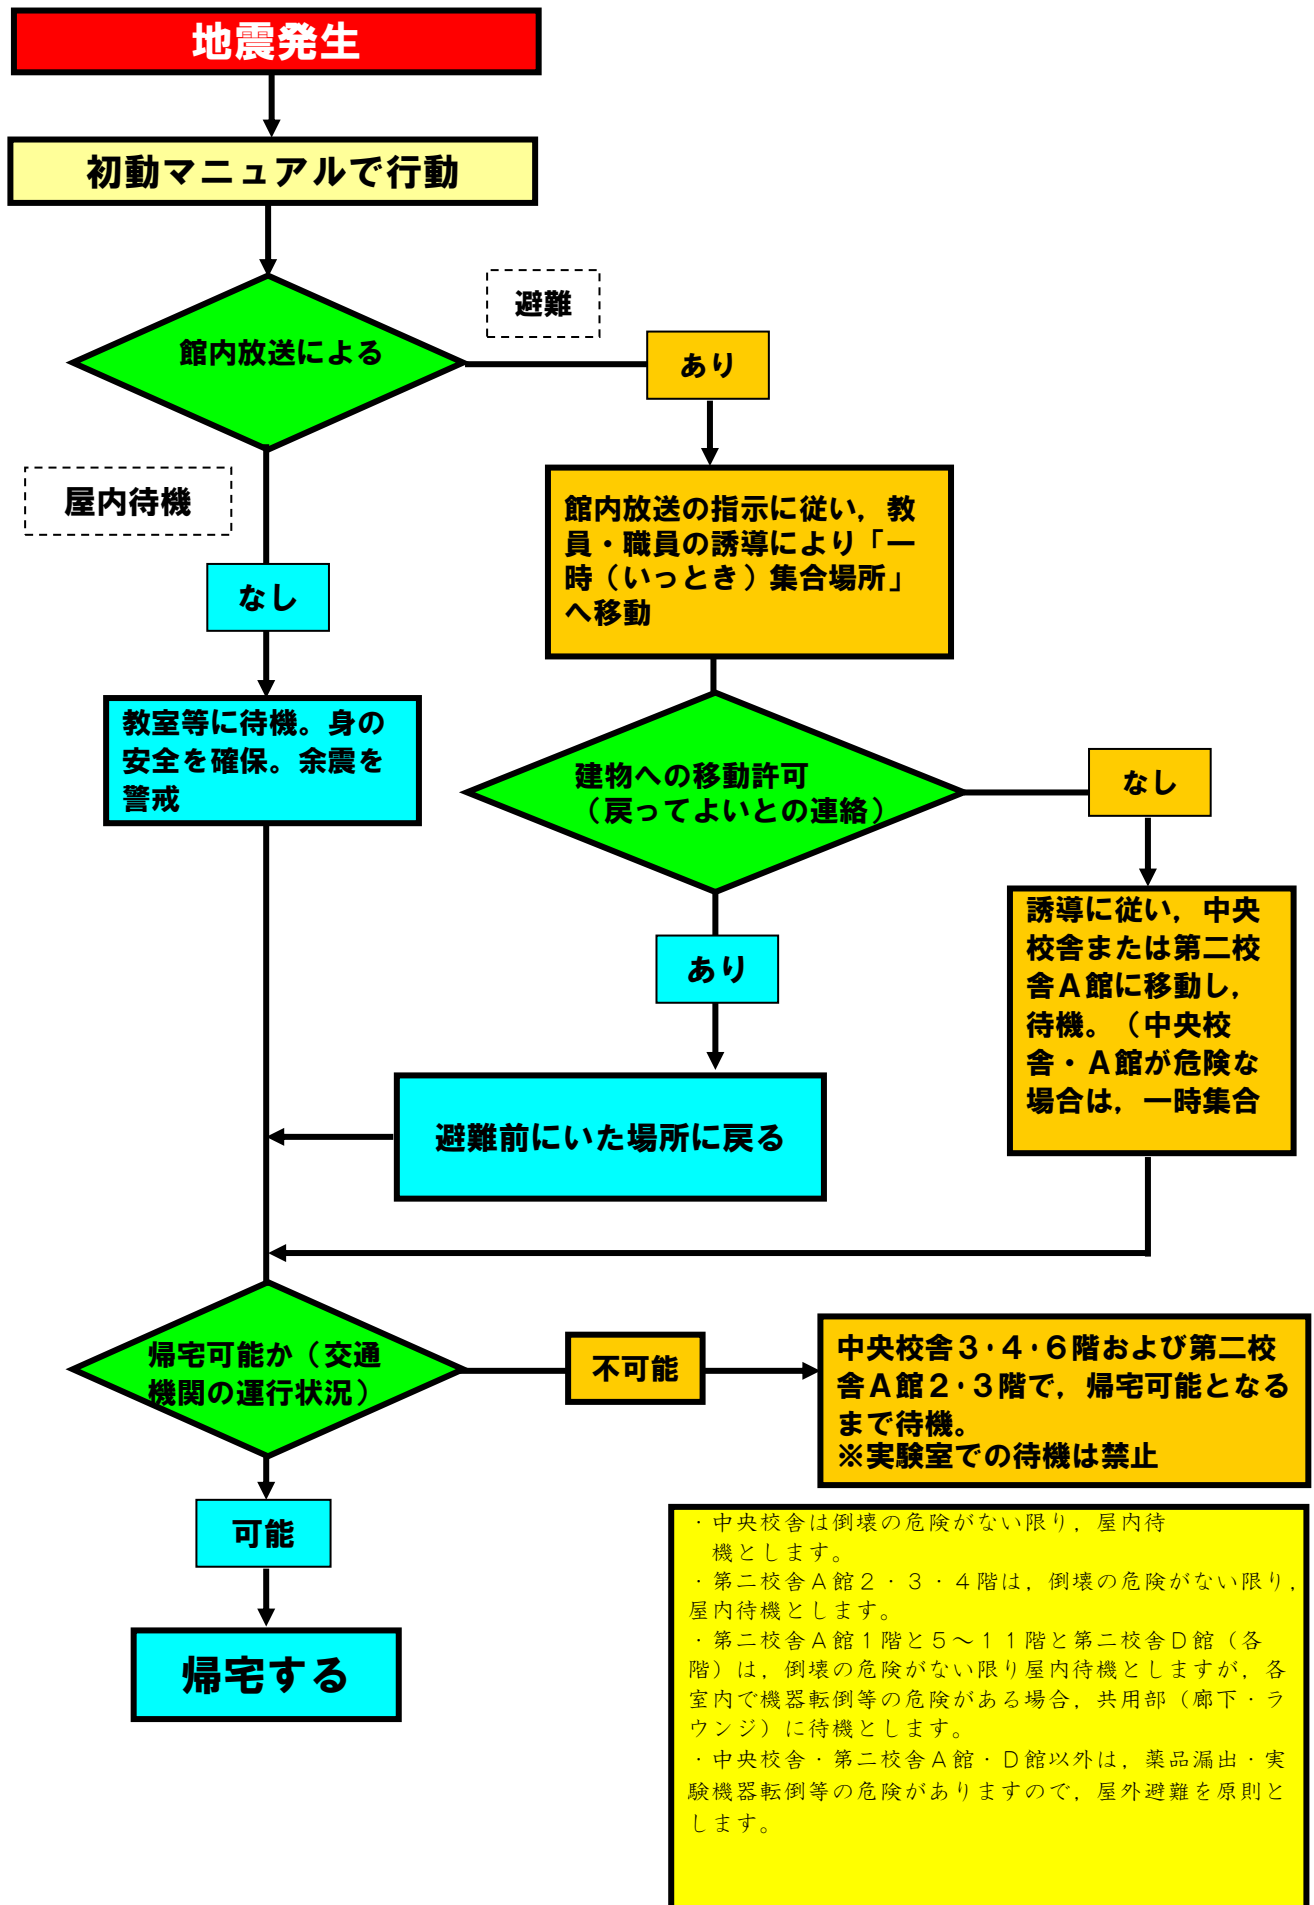 地震発生
初動マニュアルで行動
避難
館内放送による
あり
屋内待機
館内放送の指示に従い，教
員・職員の誘導により「一
時（いっとき）集合場所」
へ移動
なし
教室等に待機。身の
安全を確保。余震を
警戒
建物への移動許可
（戻ってよいとの連絡）
なし
誘導に従い，中央
校舎または第二校
舎Ａ館に移動し，
待機。（中央校
舎・Ａ館が危険な
場合は，一時集合
あり
避難前にいた場所に戻る
帰宅可能か（交通
機関の運行状況）
不可能
中央校舎３・４・６階および第二校
舎Ａ館２・３階で，帰宅可能となる
まで待機。
※実験室での待機は禁止
可能
帰宅する
・中央校舎は倒壊の危険がない限り，屋内待
機とします。
・第二校舎Ａ館２・３・４階は，倒壊の危険がない限り，
屋内待機とします。
・第二校舎Ａ館１階と５～１１階と第二校舎Ｄ館（各
階）は，倒壊の危険がない限り屋内待機としますが，各
室内で機器転倒等の危険がある場合，共用部（廊下・ラ
ウンジ）に待機とします。
・中央校舎・第二校舎Ａ館・Ｄ館以外は，薬品漏出・実
験機器転倒等の危険がありますので，屋外避難を原則と
します。